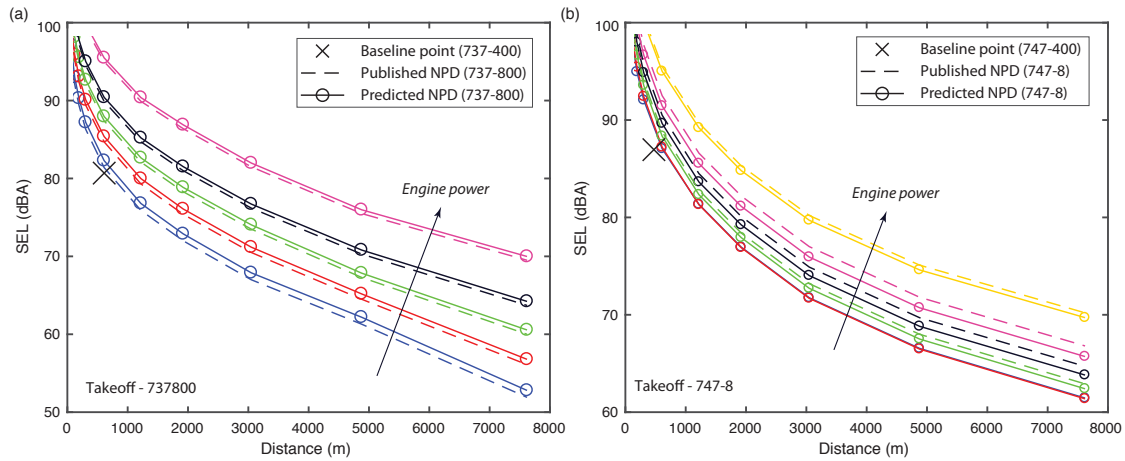 (a)
100
90
80
70
60
50
SEL (dBA)
Baseline point (737-400)
Published NPD (737-800)
Predicted NPD (737-800)
Engine power
Takeoff - 737800
0 1000 2000 3000 4000 5000 6000 7000 8000
Distance (m)
(b)
100
90
80
70
60
SEL (dBA)
Baseline point (747-400)
Published NPD (747-8)
Predicted NPD (747-8)
Engine power
Takeoff - 747-8
0 1000 2000 3000 4000 5000 6000 7000 8000
Distance (m)